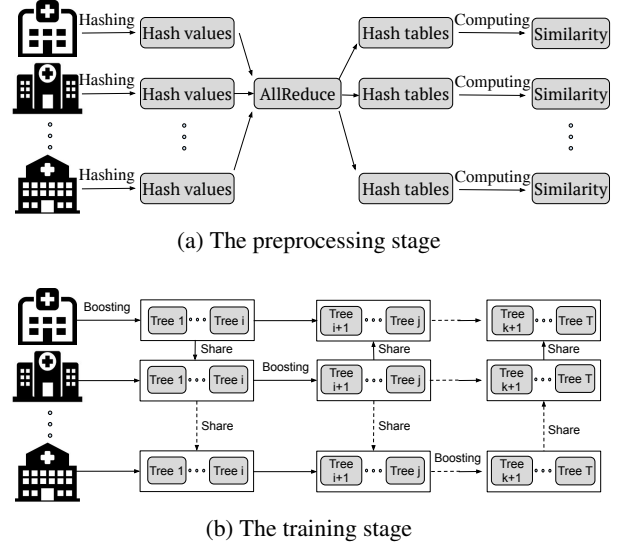 Hashing Hash values Hash tables Computing Similarity
Hashing Hash values AllReduce Hash tables Computing Similarity
Hashing Hash values Hash tables Computing Similarity
(a) The preprocessing stage
Boosting Tree 1 Tree i Tree i+1 Tree j Tree k+1 Tree T
Share Share Share
Tree 1 Tree i Boosting Tree i+1 Tree j Tree k+1 Tree T
Share Share Share
Tree 1 Tree i Tree i+1 Tree j Boosting Tree k+1 Tree T
(b) The training stage